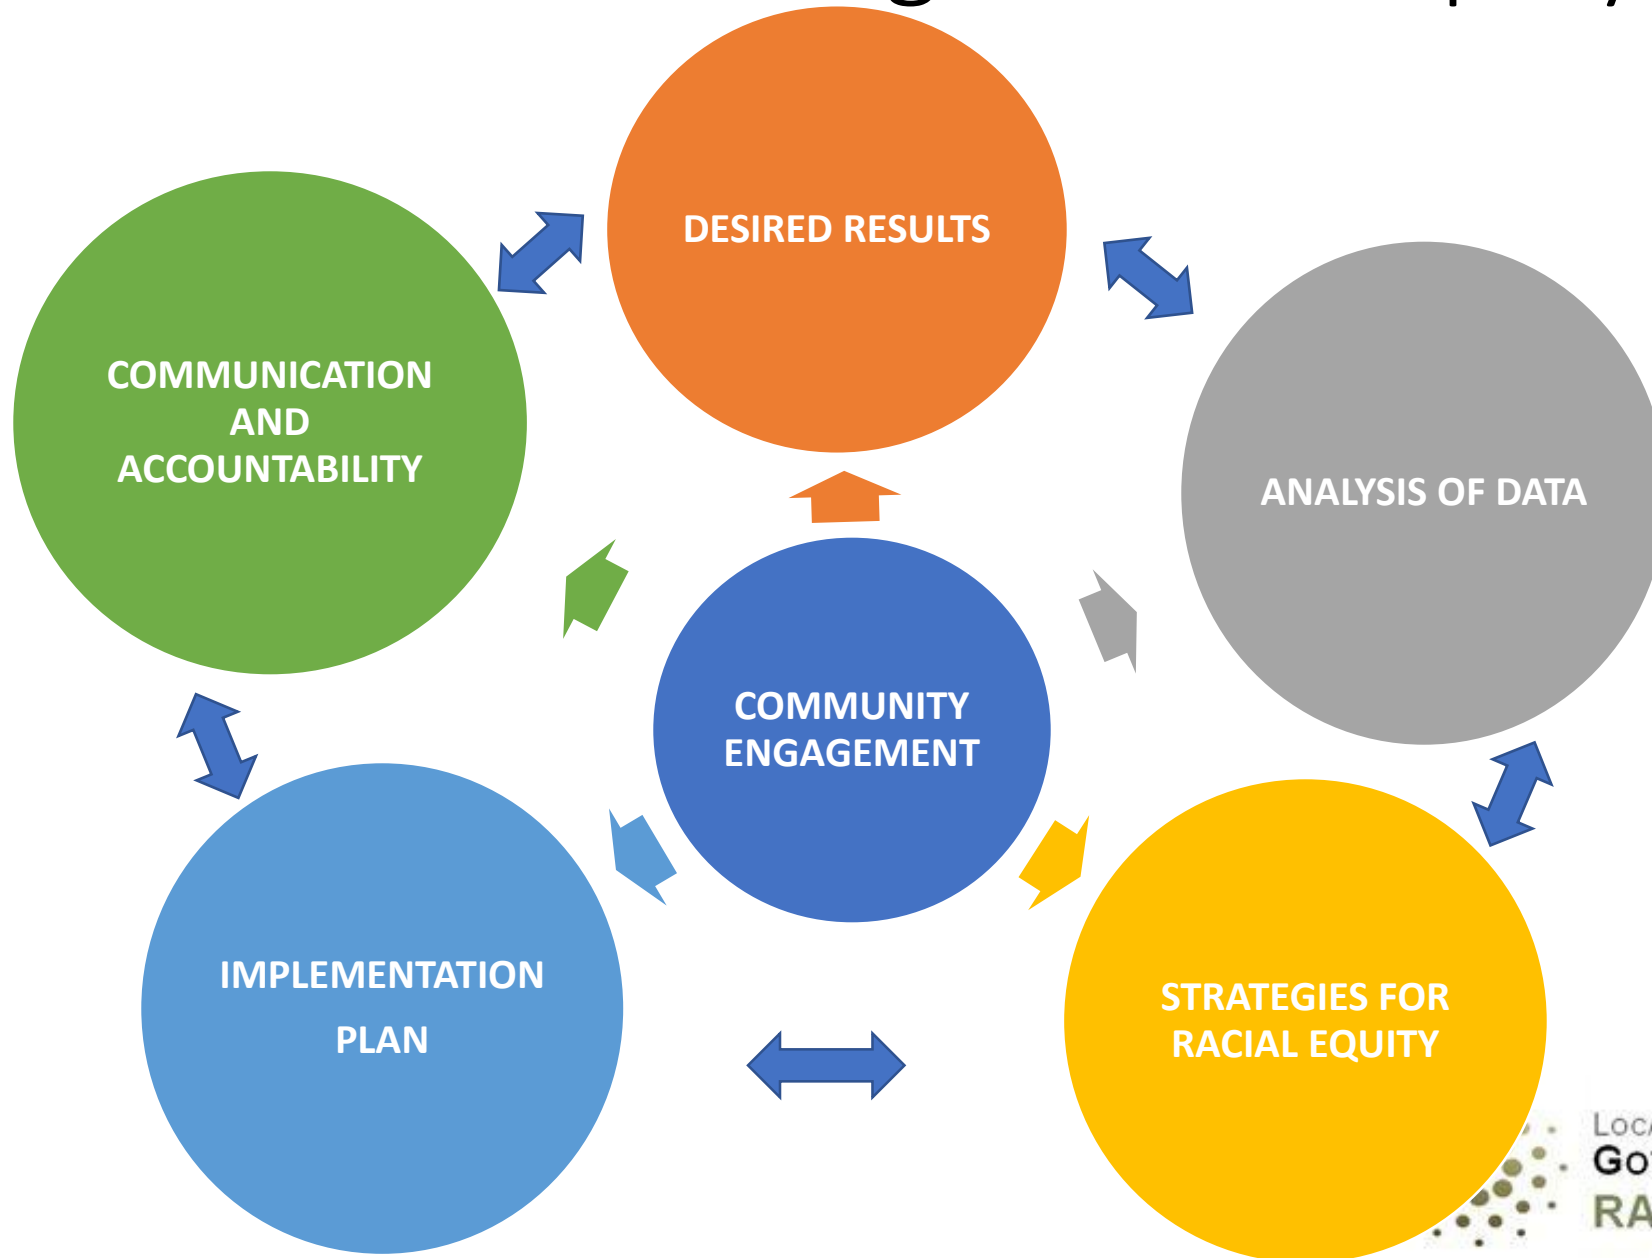 DESIRED RESULTS
COMMUNICATION
AND
ACCOUNTABILITY
ANALYSIS OF DATA
COMMUNITY
ENGAGEMENT
IMPLEMENTATION
PLAN
STRATEGIES FOR
RACIAL EQUITY